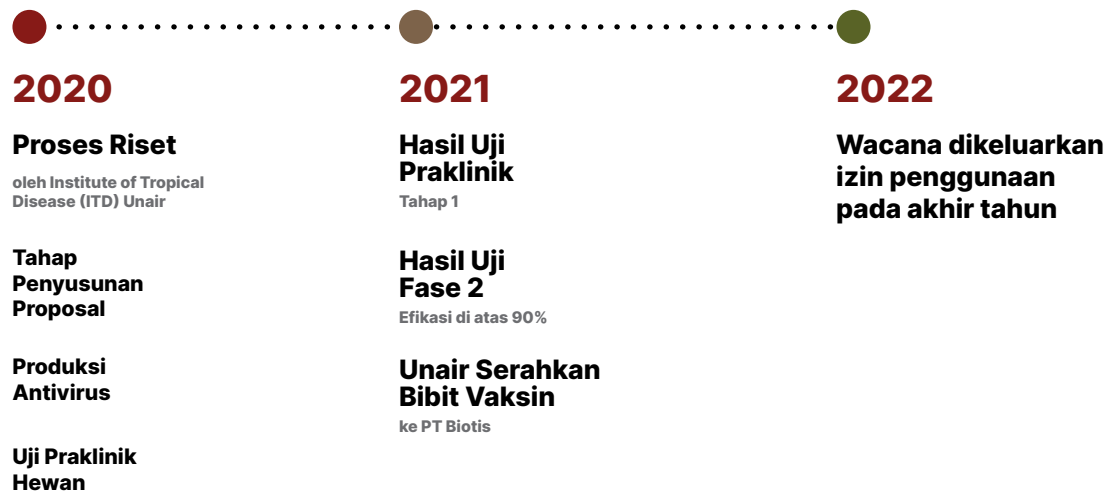 2020
Proses Riset
oleh Institute of Tropical
Disease (ITD) Unair
Tahap
Penyusunan
Proposal
Produksi
Antivirus
Uji Praklinik
Hewan
2021
Hasil Uji
Praklinik
Tahap 1
Hasil Uji
Fase 2
Efikasi di atas 90%
Unair Serahkan
Bibit Vaksin
ke PT Biotis
2022
Wacana dikeluarkan
izin penggunaan
pada akhir tahun